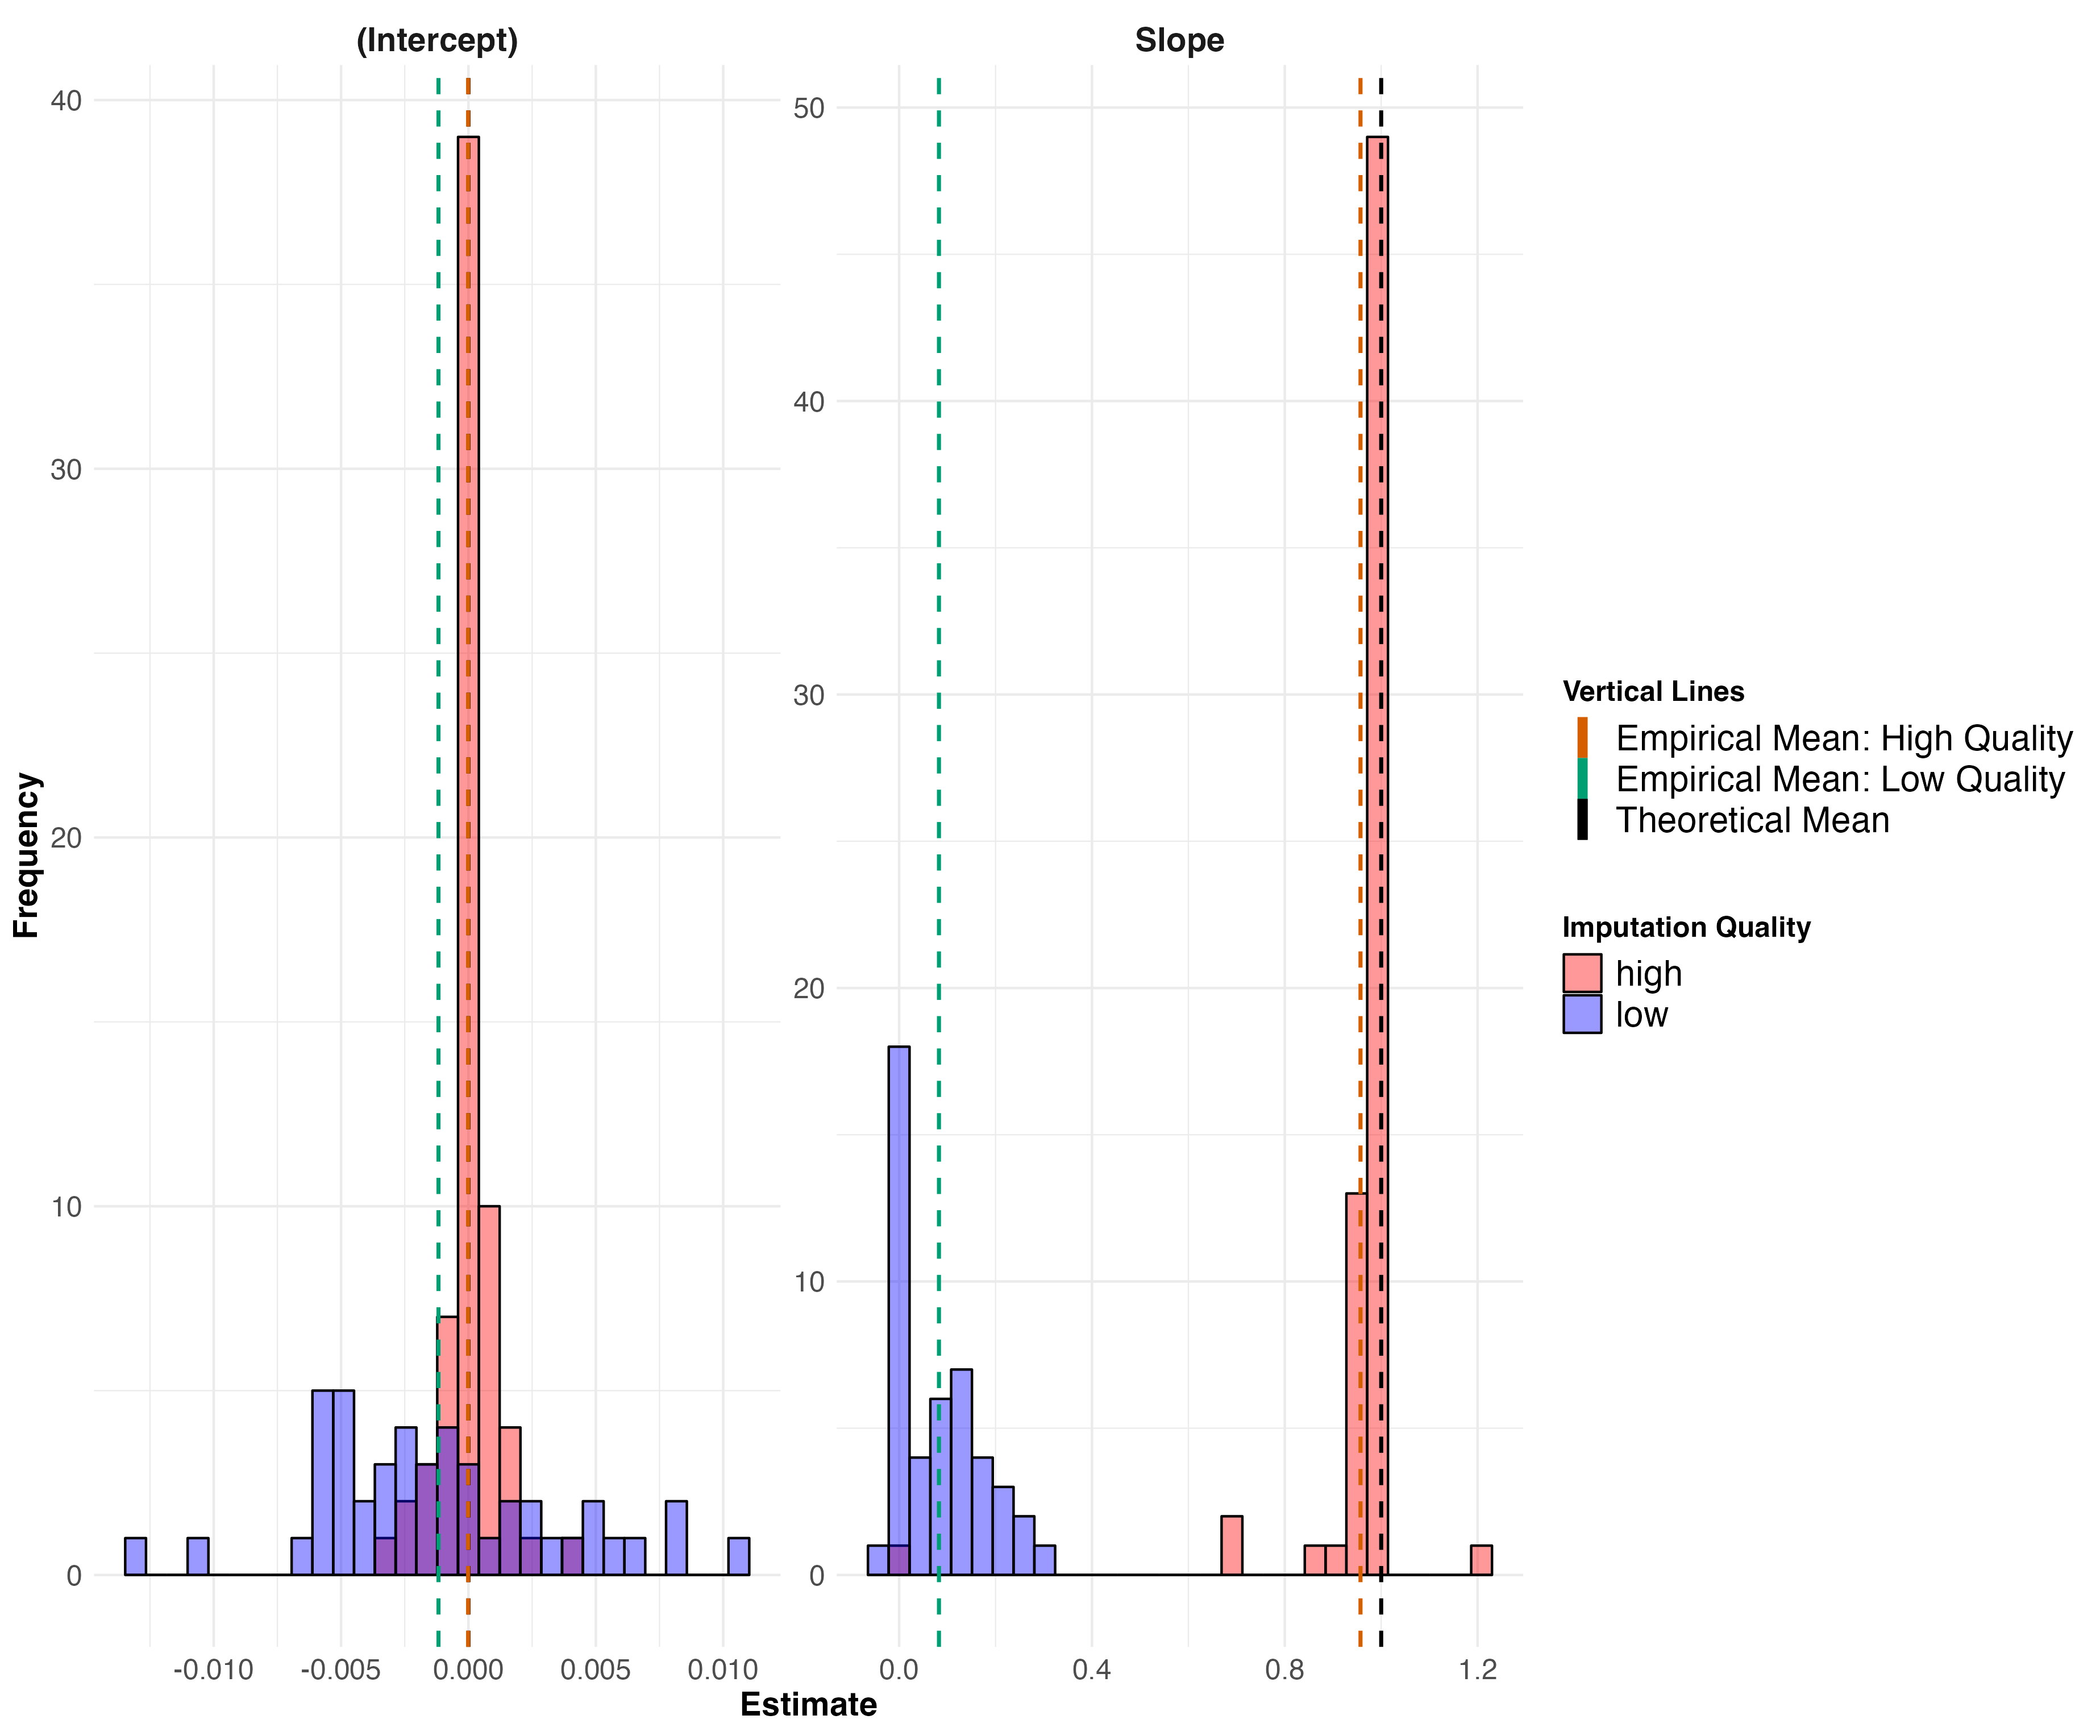 (Intercept)
Slope
40
30
20
10
0
50
40
30
20
10
0
-0.010
-0.005
0.000
0.005
0.010
0.0
0.4
0.8
1.2
Frequency
Estimate
Vertical Lines
Empirical Mean: High Quality
Empirical Mean: Low Quality
Theoretical Mean
Imputation Quality
high
low